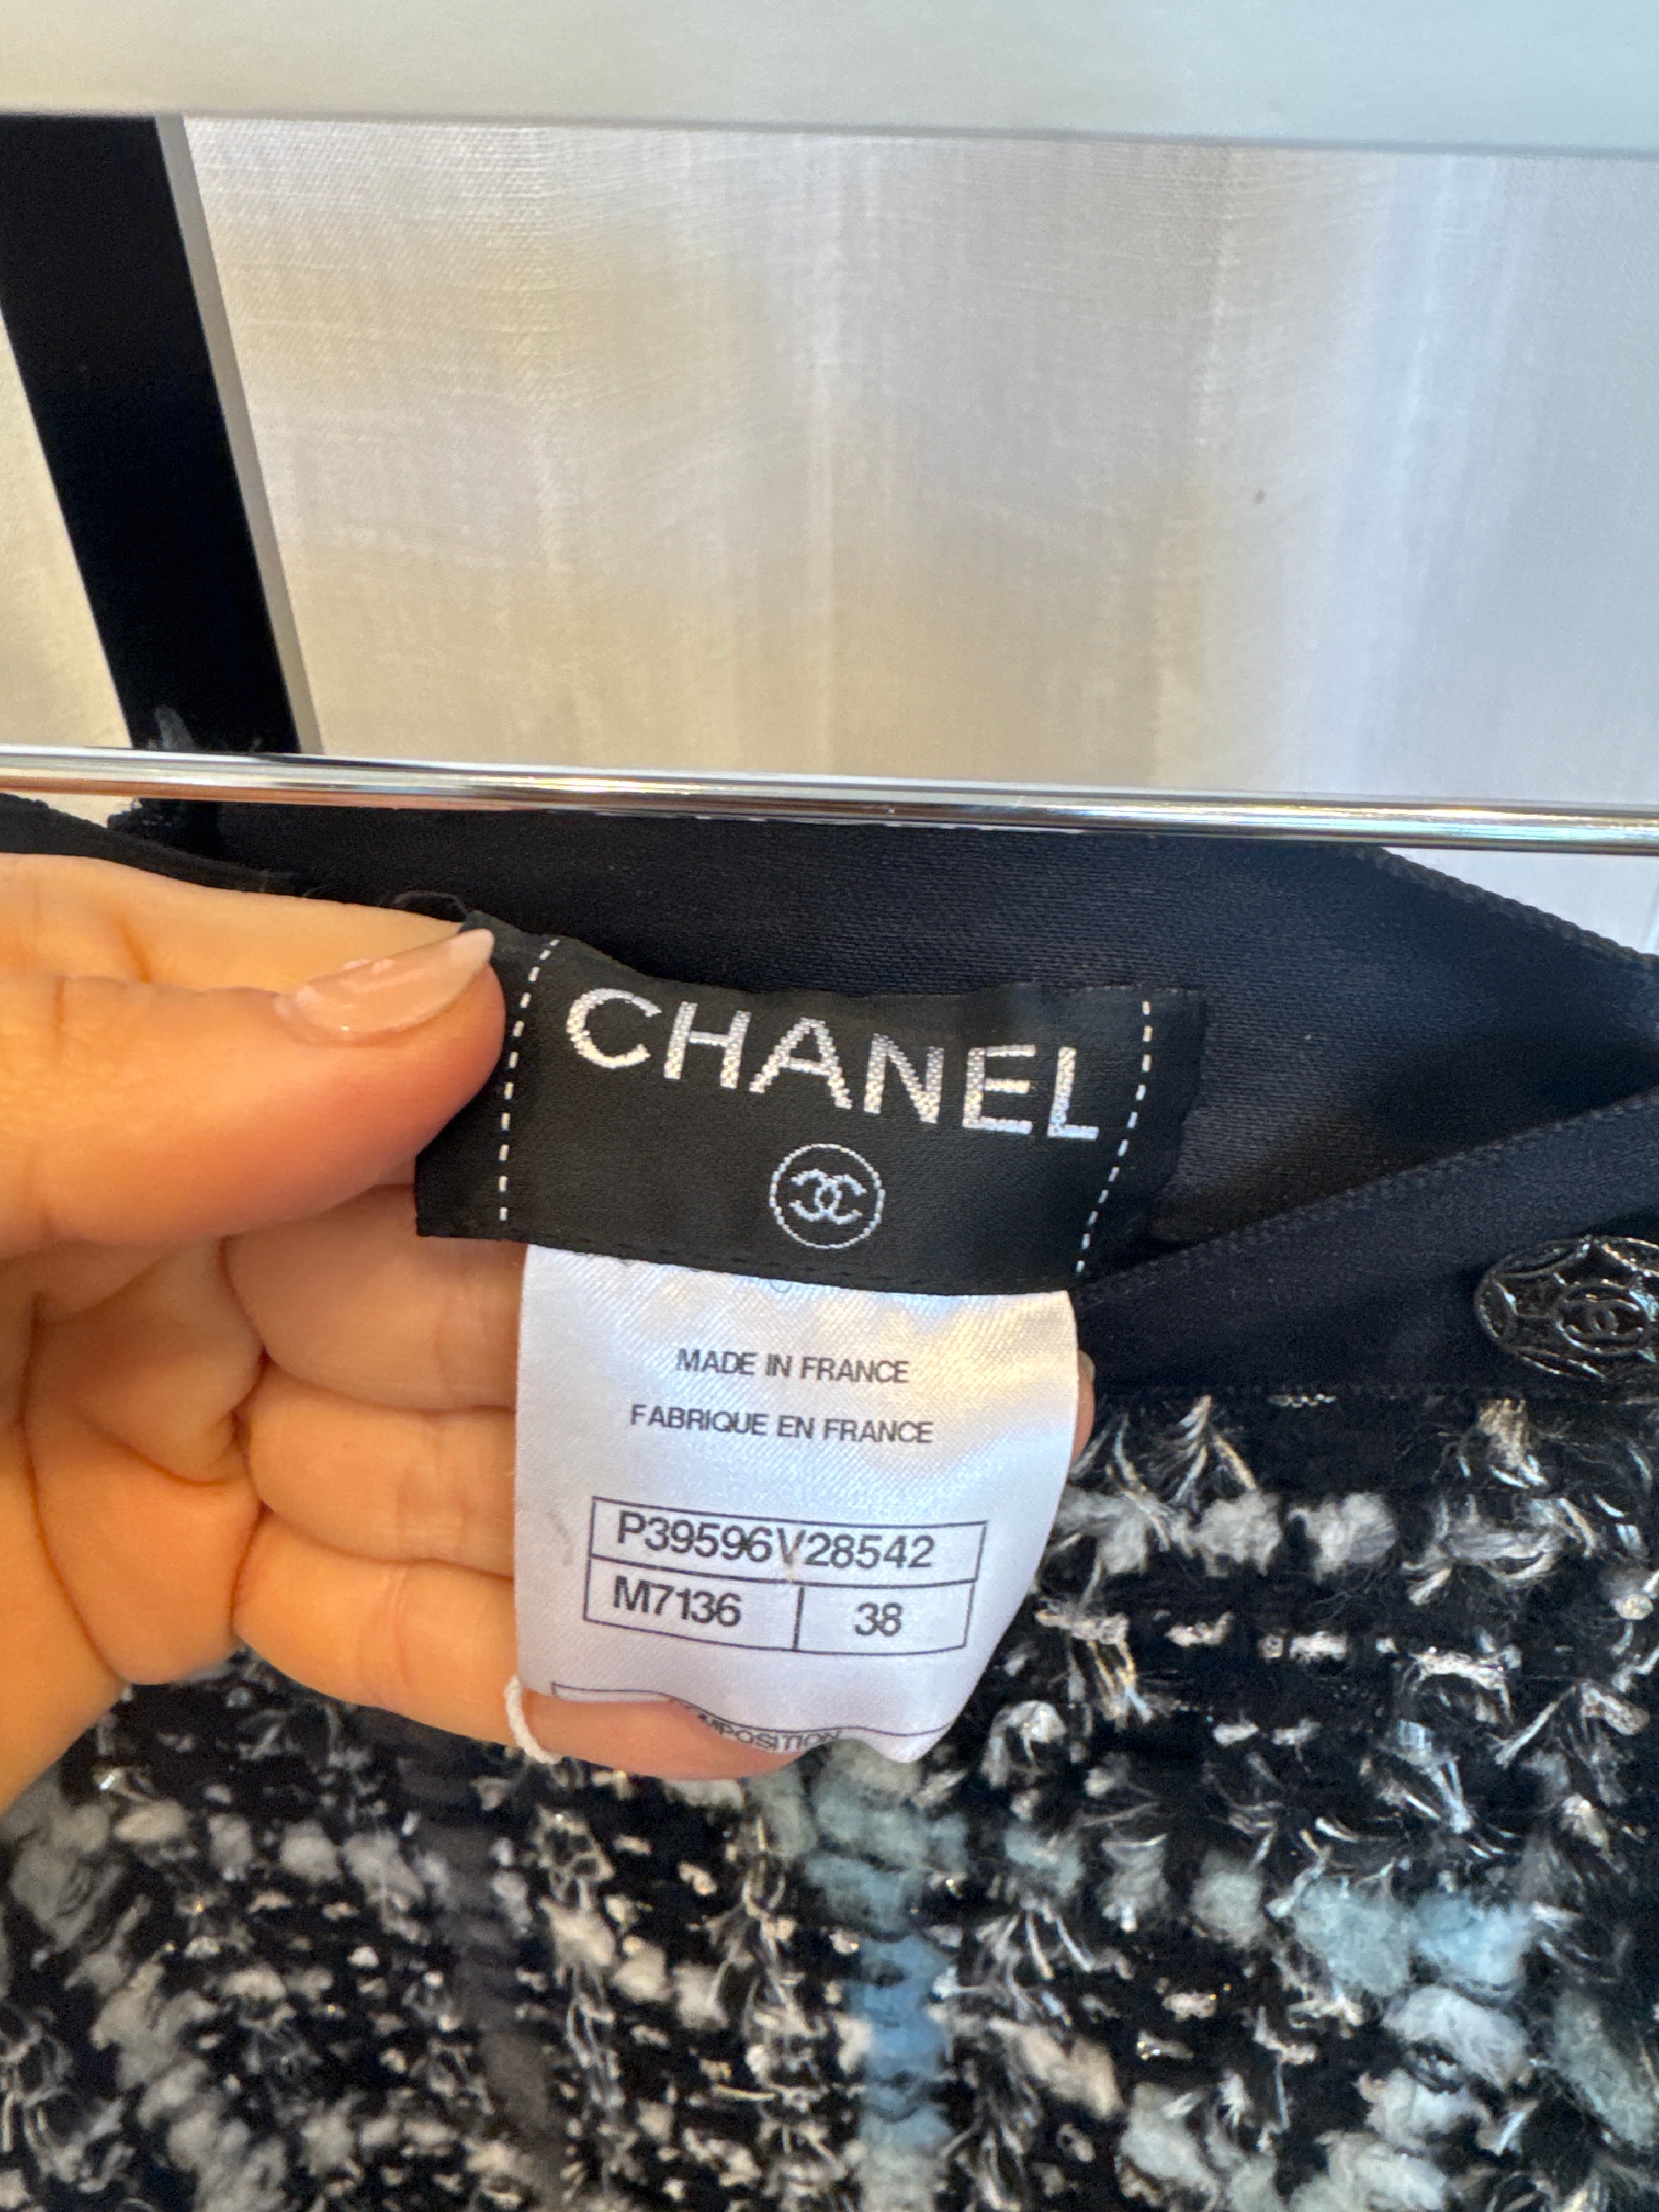 CHANEL
MADE IN FRANCE
FABRIQUE EN FRANCE
P39596V28542
M7136 38